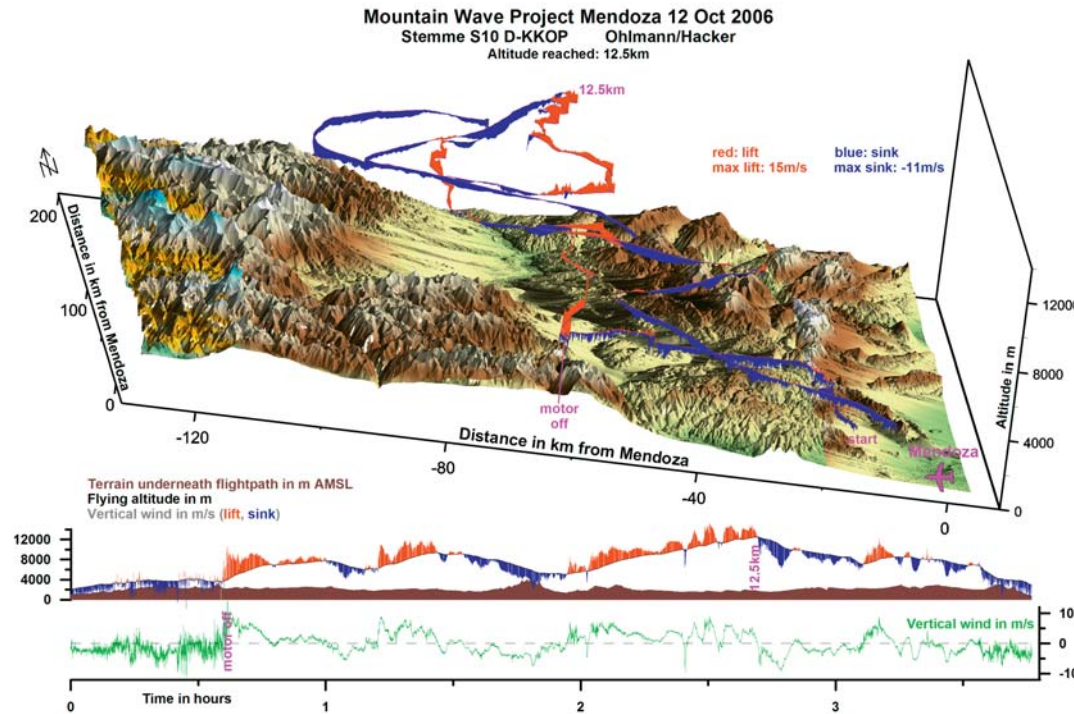 Mountain Wave Project Mendoza 12 Oct 2006
Stemme S10 D-KKOP Ohlmann/Hacker
Altitude reached: 12.5km
12.5km
red: lift blue: sink
max lift: 15m/s max sink: -11m/s
N
200
100
0
Distance in km from Mendoza
12000
8000
4000
0
Altitude in m
motor
off
start
Mendoza
-120
-80
-40
0
Distance in km from Mendoza
Terrain underneath flightpath in m AMSL
Flying altitude in m
Vertical wind in m/s (lift, sink)
12000
8000
4000
0
12.5km
motor off
Vertical wind in m/s
10
0
-10
Time in hours
0 1 2 3